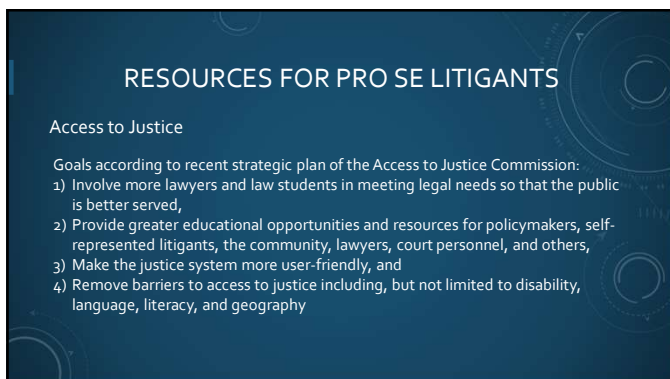 RESOURCES FOR PRO SE LITIGANTS
Access to Justice
Goals according to recent strategic plan of the Access to Justice Commission:
1) Involve more lawyers and law students in meeting legal needs so that the public
is better served,
2) Provide greater educational opportunities and resources for policymakers, self-
represented litigants, the community, lawyers, court personnel, and others,
3) Make the justice system more user-friendly, and
4) Remove barriers to access to justice including, but not limited to disability,
language, literacy, and geography